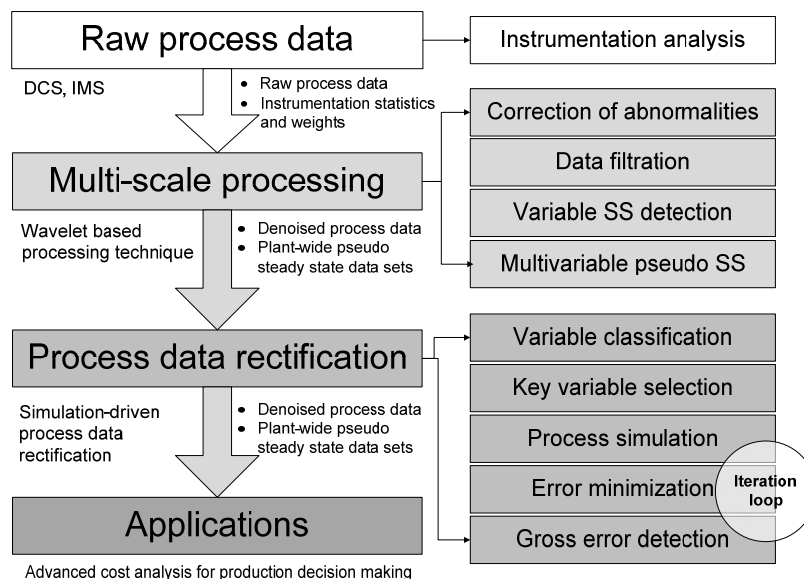 Raw process data
Instrumentation analysis
DCS, IMS
• Raw process data
• Instrumentation statistics
and weights
Correction of abnormalities
Data filtration
Multi-scale processing
Variable SS detection
Multivariable pseudo SS
Wavelet based
processing technique
• Denoised process data
• Plant-wide pseudo
steady state data sets
Process data rectification
Variable classification
Key variable selection
Process simulation
Error minimization
Gross error detection
Iteration
loop
Simulation-driven
process data
rectification
• Denoised process data
• Plant-wide pseudo
steady state data sets
Applications
Advanced cost analysis for production decision making